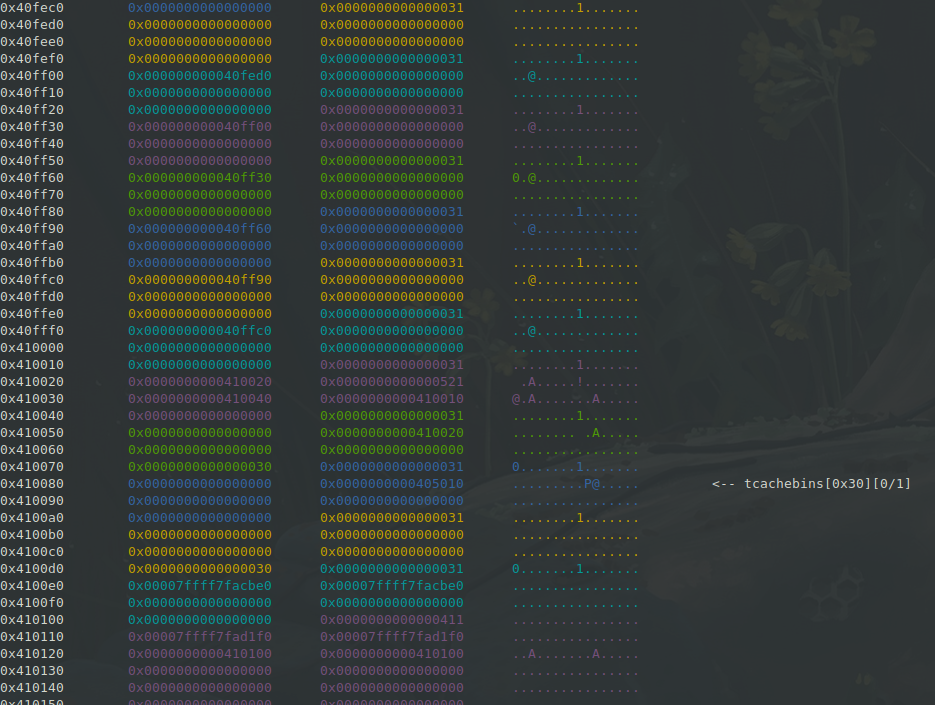 0x40fec0 0x0000000000000000 0x0000000000000031 ........1.......
0x40fed0 0x0000000000000000 0x0000000000000000 ................
0x40fee0 0x0000000000000000 0x0000000000000000 ................
0x40fef0 0x0000000000000000 0x0000000000000031 ........1.......
0x40ff00 0x000000000040fed0 0x0000000000000000 ..@.............
0x40ff10 0x0000000000000000 0x0000000000000000 ................
0x40ff20 0x0000000000000000 0x0000000000000031 ........1.......
0x40ff30 0x000000000040ff00 0x0000000000000000 ..@.............
0x40ff40 0x0000000000000000 0x0000000000000000 ................
0x40ff50 0x0000000000000000 0x0000000000000031 ........1.......
0x40ff60 0x000000000040ff30 0x0000000000000000 0.@.............
0x40ff70 0x0000000000000000 0x0000000000000000 ................
0x40ff80 0x0000000000000000 0x0000000000000031 ........1.......
0x40ff90 0x000000000040ff60 0x0000000000000000 `.@.............
0x40ffa0 0x0000000000000000 0x0000000000000000 ................
0x40ffb0 0x0000000000000000 0x0000000000000031 ........1.......
0x40ffc0 0x000000000040ff90 0x0000000000000000 ..@.............
0x40ffd0 0x0000000000000000 0x0000000000000000 ................
0x40ffe0 0x0000000000000000 0x0000000000000031 ........1.......
0x40fff0 0x000000000040ffc0 0x0000000000000000 ..@.............
0x410000 0x0000000000000000 0x0000000000000000 ................
0x410010 0x0000000000000000 0x0000000000000031 ........1.......
0x410020 0x0000000000410020 0x0000000000000521  .A.....!.......
0x410030 0x0000000000410040 0x0000000000410010 @.A.......A.....
0x410040 0x0000000000000000 0x0000000000000031 ........1.......
0x410050 0x0000000000000000 0x0000000000410020 ........ .A.....
0x410060 0x0000000000000000 0x0000000000000000 ................
0x410070 0x0000000000000030 0x0000000000000031 0.......1.......
0x410080 0x0000000000000000 0x0000000000405010 .........P@..... <-- tcachebins[0x30][0/1]
0x410090 0x0000000000000000 0x0000000000000000 ................
0x4100a0 0x0000000000000000 0x0000000000000031 ........1.......
0x4100b0 0x0000000000000000 0x0000000000000000 ................
0x4100c0 0x0000000000000000 0x0000000000000000 ................
0x4100d0 0x0000000000000030 0x0000000000000031 0.......1.......
0x4100e0 0x00007ffff7facbe0 0x00007ffff7facbe0 ................
0x4100f0 0x0000000000000000 0x0000000000000000 ................
0x410100 0x0000000000000000 0x0000000000000411 ................
0x410110 0x00007ffff7fad1f0 0x00007ffff7fad1f0 ................
0x410120 0x0000000000410100 0x0000000000410100 ..A.......A.....
0x410130 0x0000000000000000 0x0000000000000000 ................
0x410140 0x0000000000000000 0x0000000000000000 ................
0x410150 0x0000000000000000 0x0000000000000000